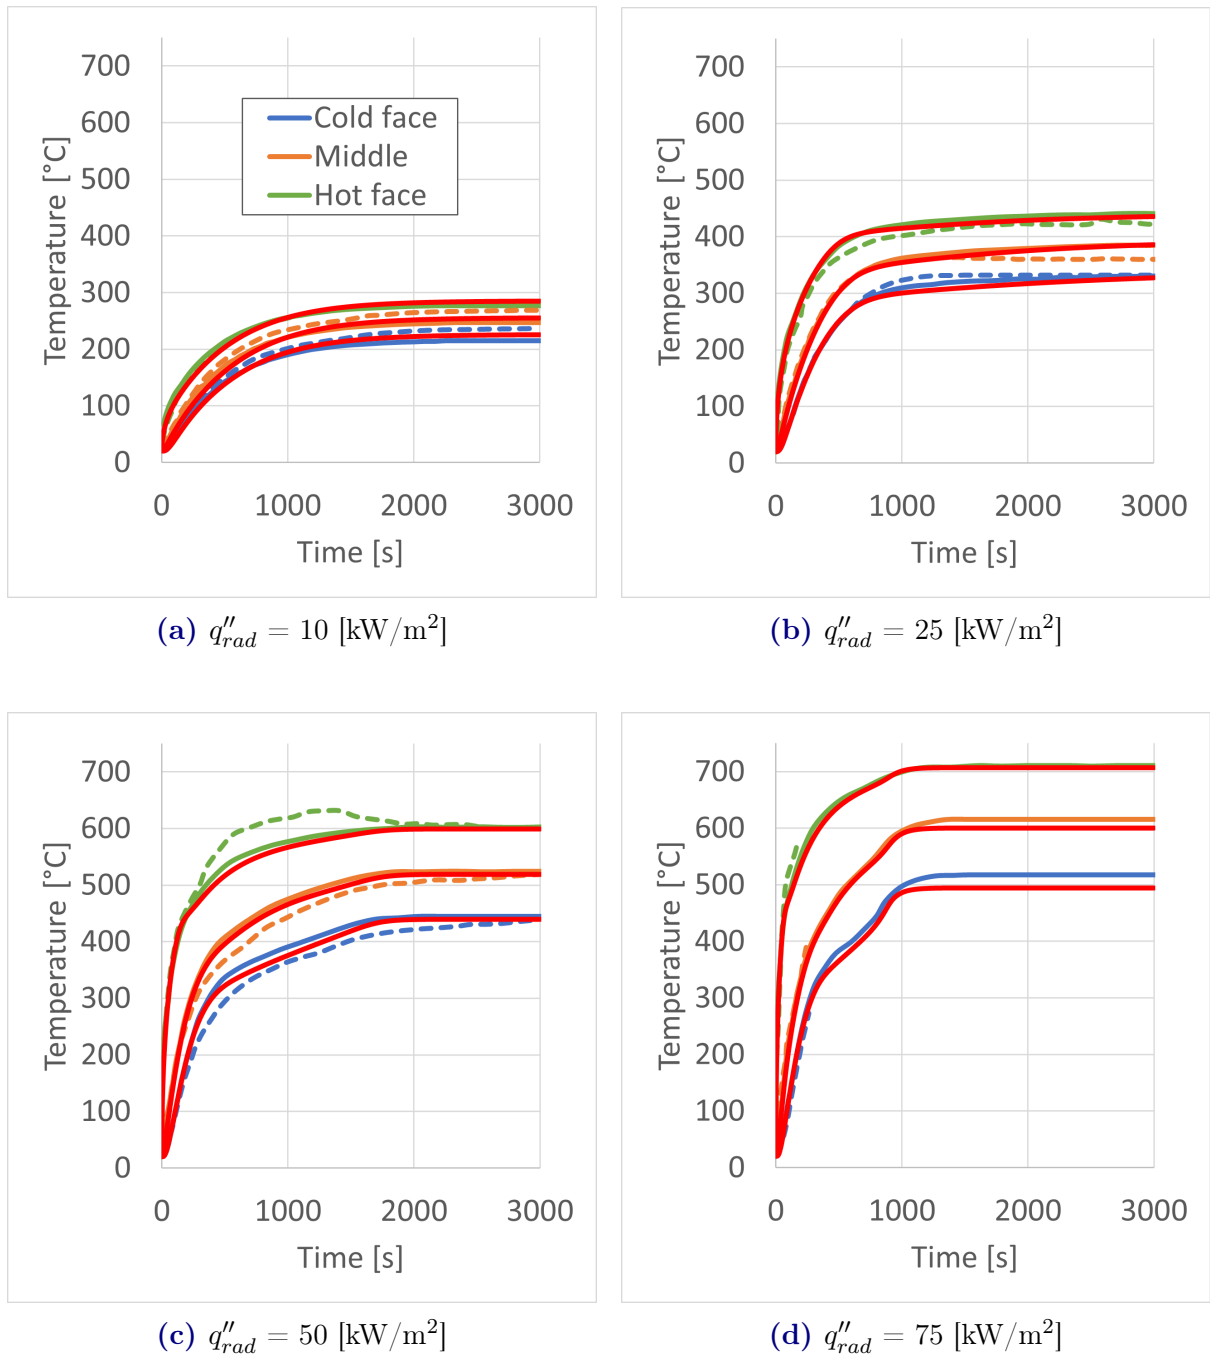 700
600
500
400
300
200
100
0
Temperature [°C]
Cold face
Middle
Hot face
0 1000 2000 3000
Time [s]
(a) q″rad = 10 [kW/m²]
700
600
500
400
300
200
100
0
Temperature [°C]
0 1000 2000 3000
Time [s]
(b) q″rad = 25 [kW/m²]
700
600
500
400
300
200
100
0
Temperature [°C]
0 1000 2000 3000
Time [s]
(c) q″rad = 50 [kW/m²]
700
600
500
400
300
200
100
0
Temperature [°C]
0 1000 2000 3000
Time [s]
(d) q″rad = 75 [kW/m²]